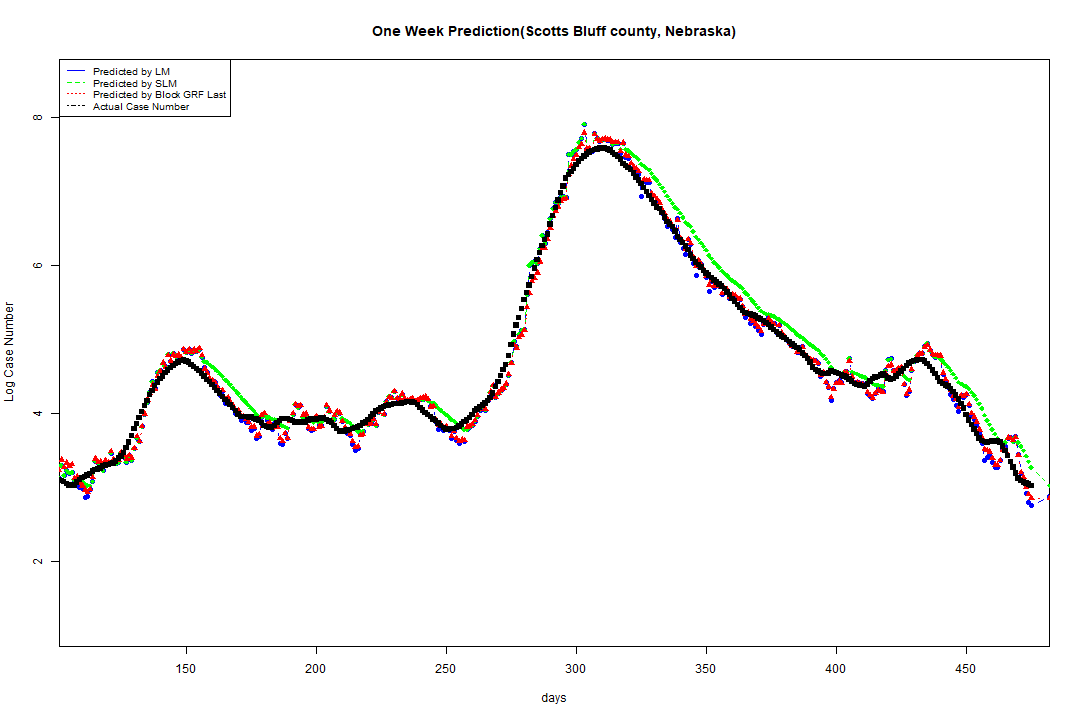 One Week Prediction(Scotts Bluff county, Nebraska)
Predicted by LM
Predicted by SLM
Predicted by Block GRF Last
Actual Case Number
8
6
4
2
Log Case Number
150 200 250 300 350 400 450
days